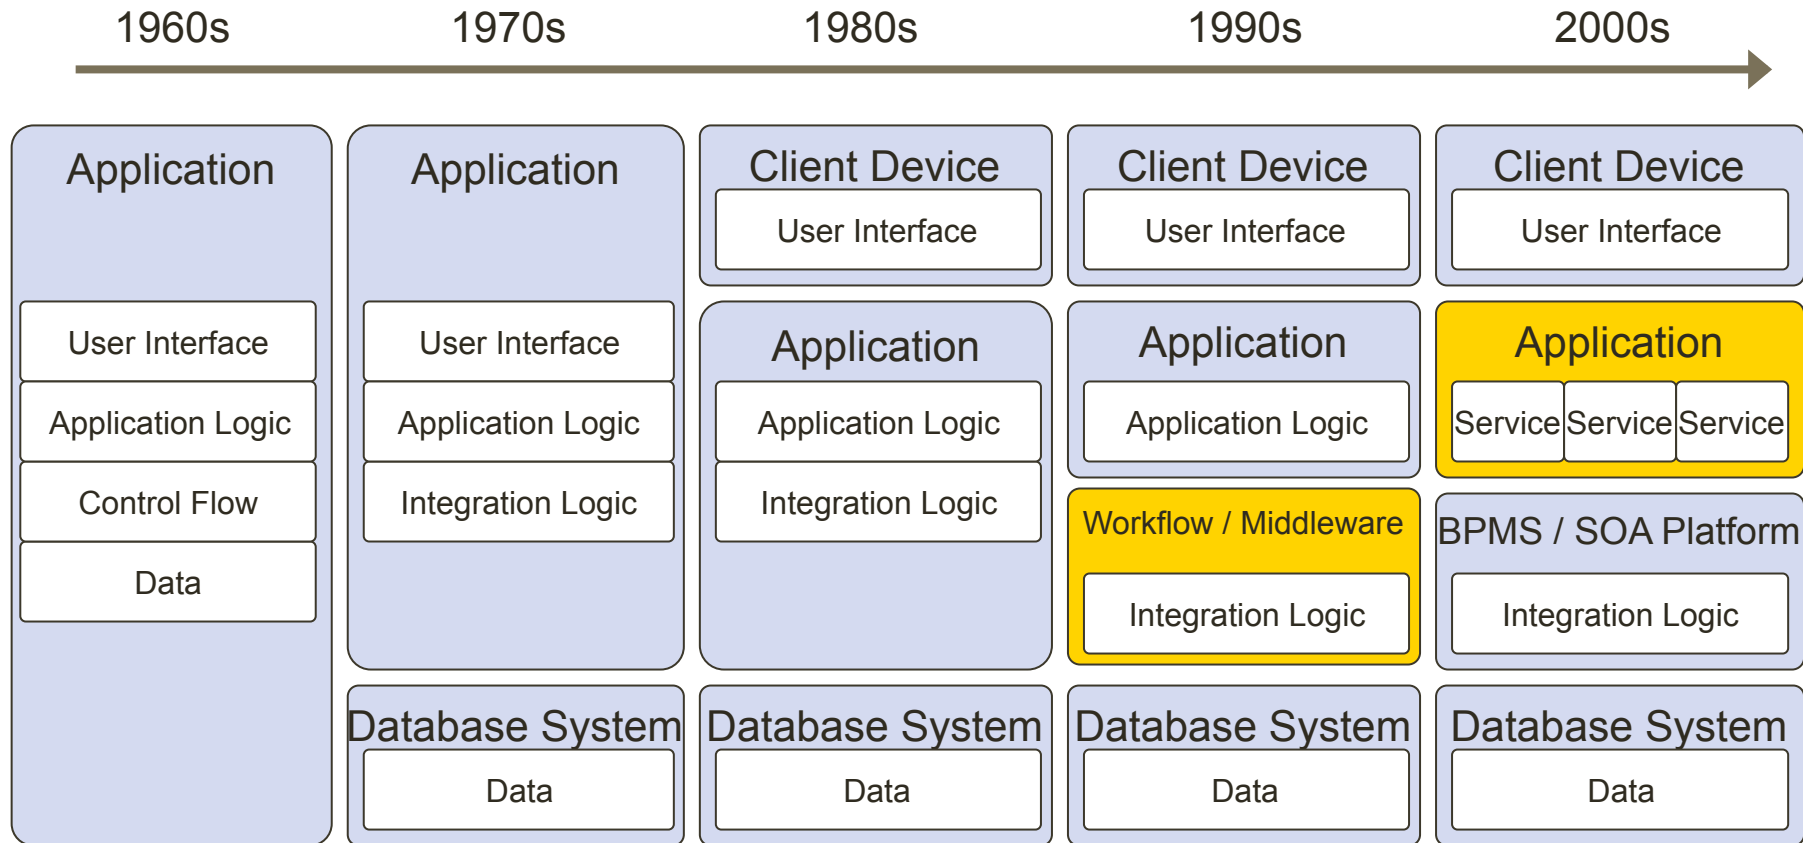 1960s
1970s
1980s
1990s
2000s
Application
User Interface
Application Logic
Control Flow
Data
Application
User Interface
Application Logic
Integration Logic
Database System
Data
Client Device
User Interface
Application
Application Logic
Integration Logic
Database System
Data
Client Device
User Interface
Application
Application Logic
Workflow / Middleware
Integration Logic
Database System
Data
Client Device
User Interface
Application
Service Service Service
BPMS / SOA Platform
Integration Logic
Database System
Data